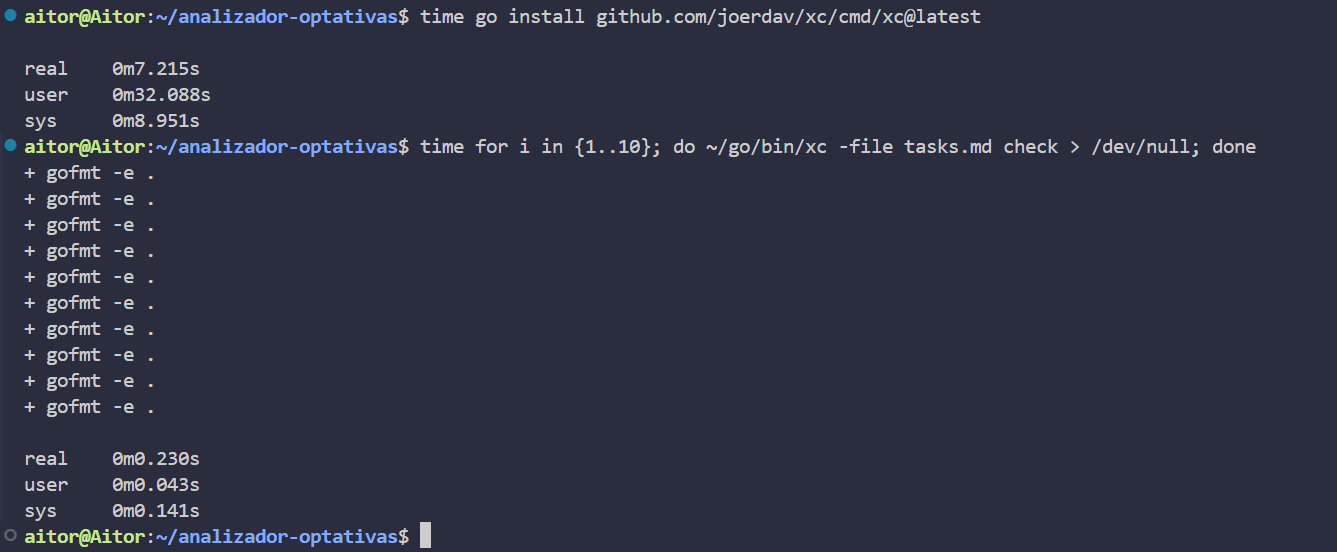 aitor@Aitor:~/analizador-optativas$ time go install github.com/joerdav/xc/cmd/xc@latest
real 0m7.215s
user 0m32.088s
sys 0m8.951s
aitor@Aitor:~/analizador-optativas$ time for i in {1..10}; do ~/go/bin/xc -file tasks.md check > /dev/null; done
+ gofmt -e .
+ gofmt -e .
+ gofmt -e .
+ gofmt -e .
+ gofmt -e .
+ gofmt -e .
+ gofmt -e .
+ gofmt -e .
+ gofmt -e .
+ gofmt -e .
real 0m0.230s
user 0m0.043s
sys 0m0.141s
aitor@Aitor:~/analizador-optativas$